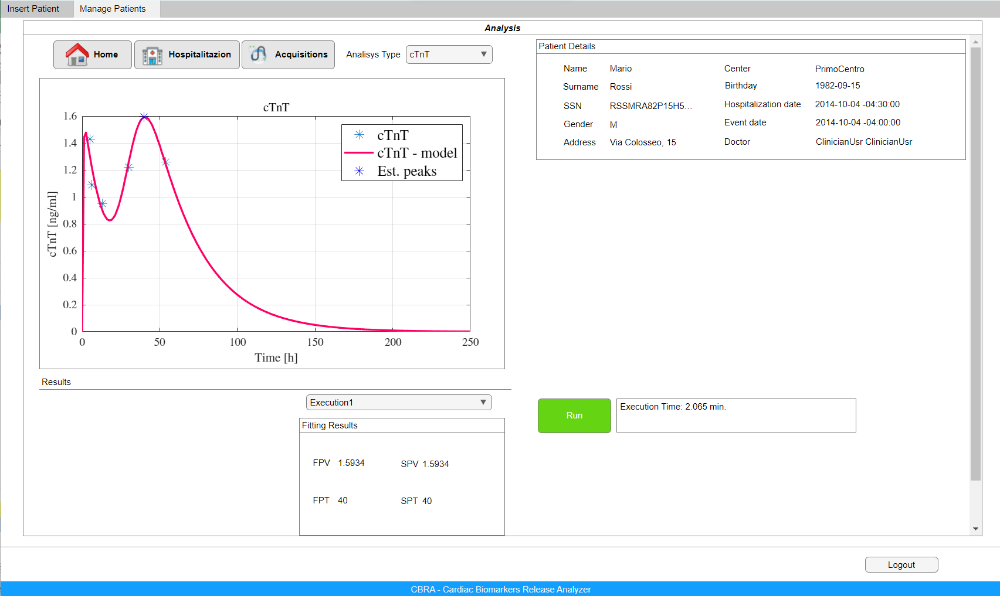 Insert Patient Manage Patients
Analysis
Home Hospitalitazion Acquisitions Analisys Type cTnT
cTnT
1.6
1.4
1.2
1
0.8
0.6
0.4
0.2
0
cTnT [ng/ml]
0 50 100 150 200 250
Time [h]
cTnT
cTnT - model
Est. peaks
Patient Details
Name Mario Center PrimoCentro
Surname Rossi Birthday 1982-09-15
SSN RSSMRA82P15H5... Hospitalization date 2014-10-04 -04:30:00
Gender M Event date 2014-10-04 -04:00:00
Address Via Colosseo, 15 Doctor ClinicianUsr ClinicianUsr
Results
Execution1
Fitting Results
FPV 1.5934 SPV 1.5934
FPT 40 SPT 40
Run Execution Time: 2.065 min.
Logout
CBRA - Cardiac Biomarkers Release Analyzer